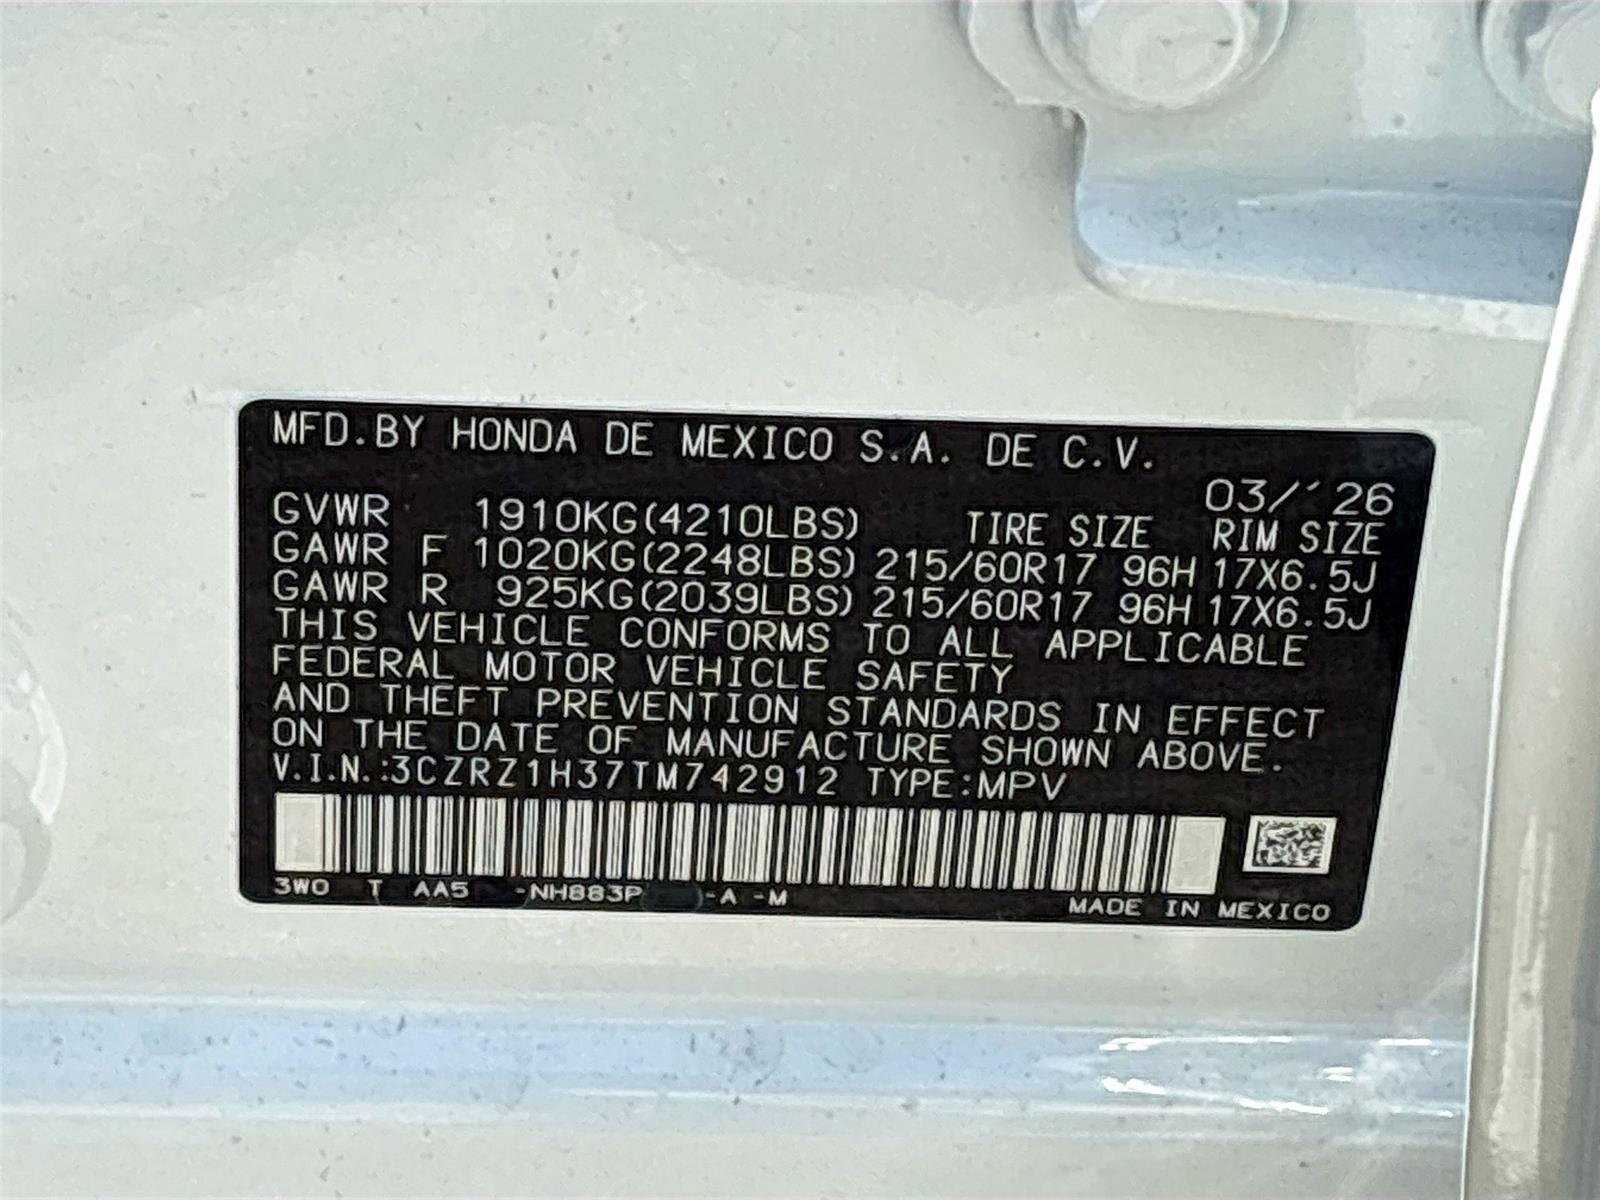 MFD.BY HONDA DE MEXICO S.A. DE C.V.
03/'26
GVWR 1910KG(4210LBS) TIRE SIZE RIM SIZE
GAWR F 1020KG(2248LBS) 215/60R17 96H 17X6.5J
GAWR R 925KG(2039LBS) 215/60R17 96H 17X6.5J
THIS VEHICLE CONFORMS TO ALL APPLICABLE
FEDERAL MOTOR VEHICLE SAFETY
AND THEFT PREVENTION STANDARDS IN EFFECT
ON THE DATE OF MANUFACTURE SHOWN ABOVE.
V.I.N.:3CZRZ1H37TM742912 TYPE:MPV
3W0 T AA5 -NH883P -A -M
MADE IN MEXICO